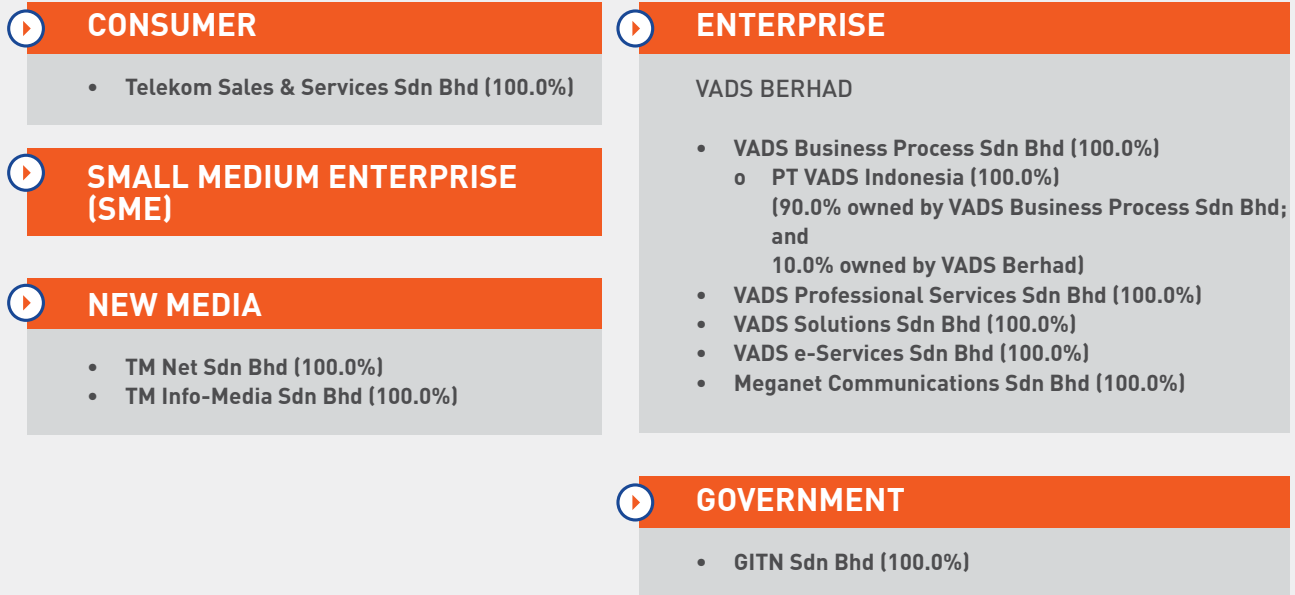 CONSUMER
• Telekom Sales & Services Sdn Bhd (100.0%)
SMALL MEDIUM ENTERPRISE
(SME)
NEW MEDIA
• TM Net Sdn Bhd (100.0%)
• TM Info-Media Sdn Bhd (100.0%)
ENTERPRISE
VADS BERHAD
• VADS Business Process Sdn Bhd (100.0%)
o PT VADS Indonesia (100.0%)
(90.0% owned by VADS Business Process Sdn Bhd;
and
10.0% owned by VADS Berhad)
• VADS Professional Services Sdn Bhd (100.0%)
• VADS Solutions Sdn Bhd (100.0%)
• VADS e-Services Sdn Bhd (100.0%)
• Meganet Communications Sdn Bhd (100.0%)
GOVERNMENT
• GITN Sdn Bhd (100.0%)